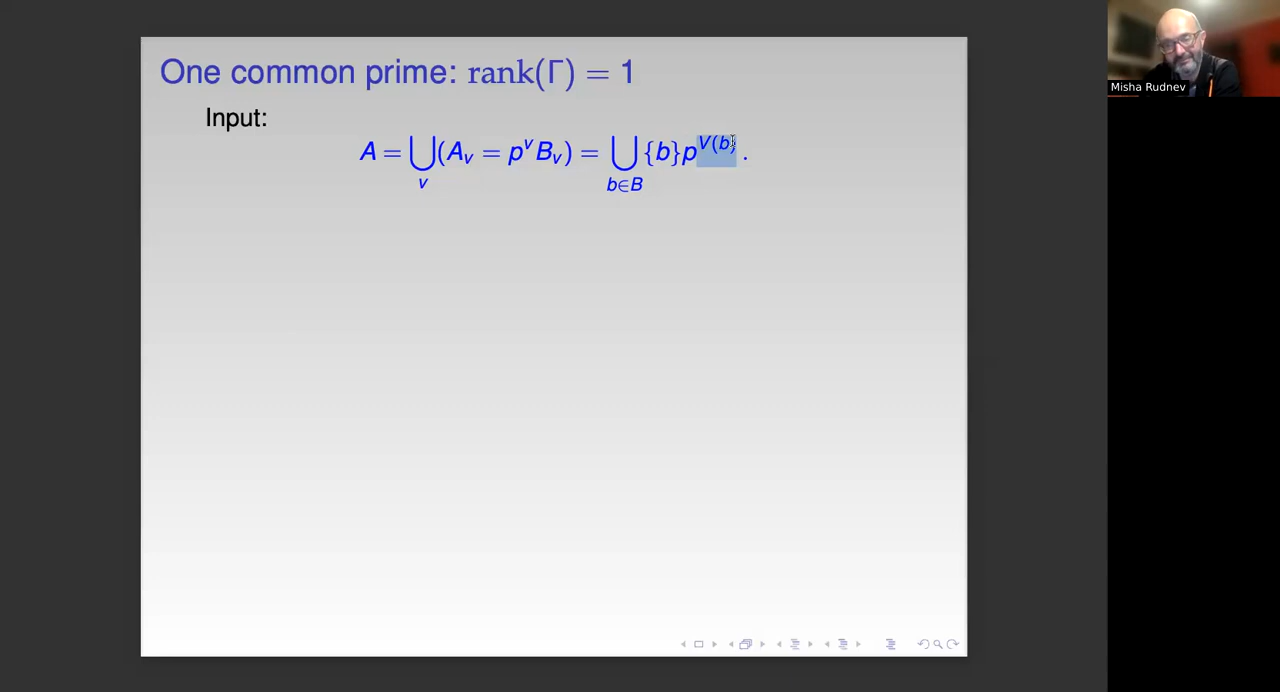 One common prime: rank(Γ) = 1
Input:
A = ⋃_v (A_v = p^v B_v) = ⋃_{b∈B} {b}p^{V(b)} .
Misha Rudnev